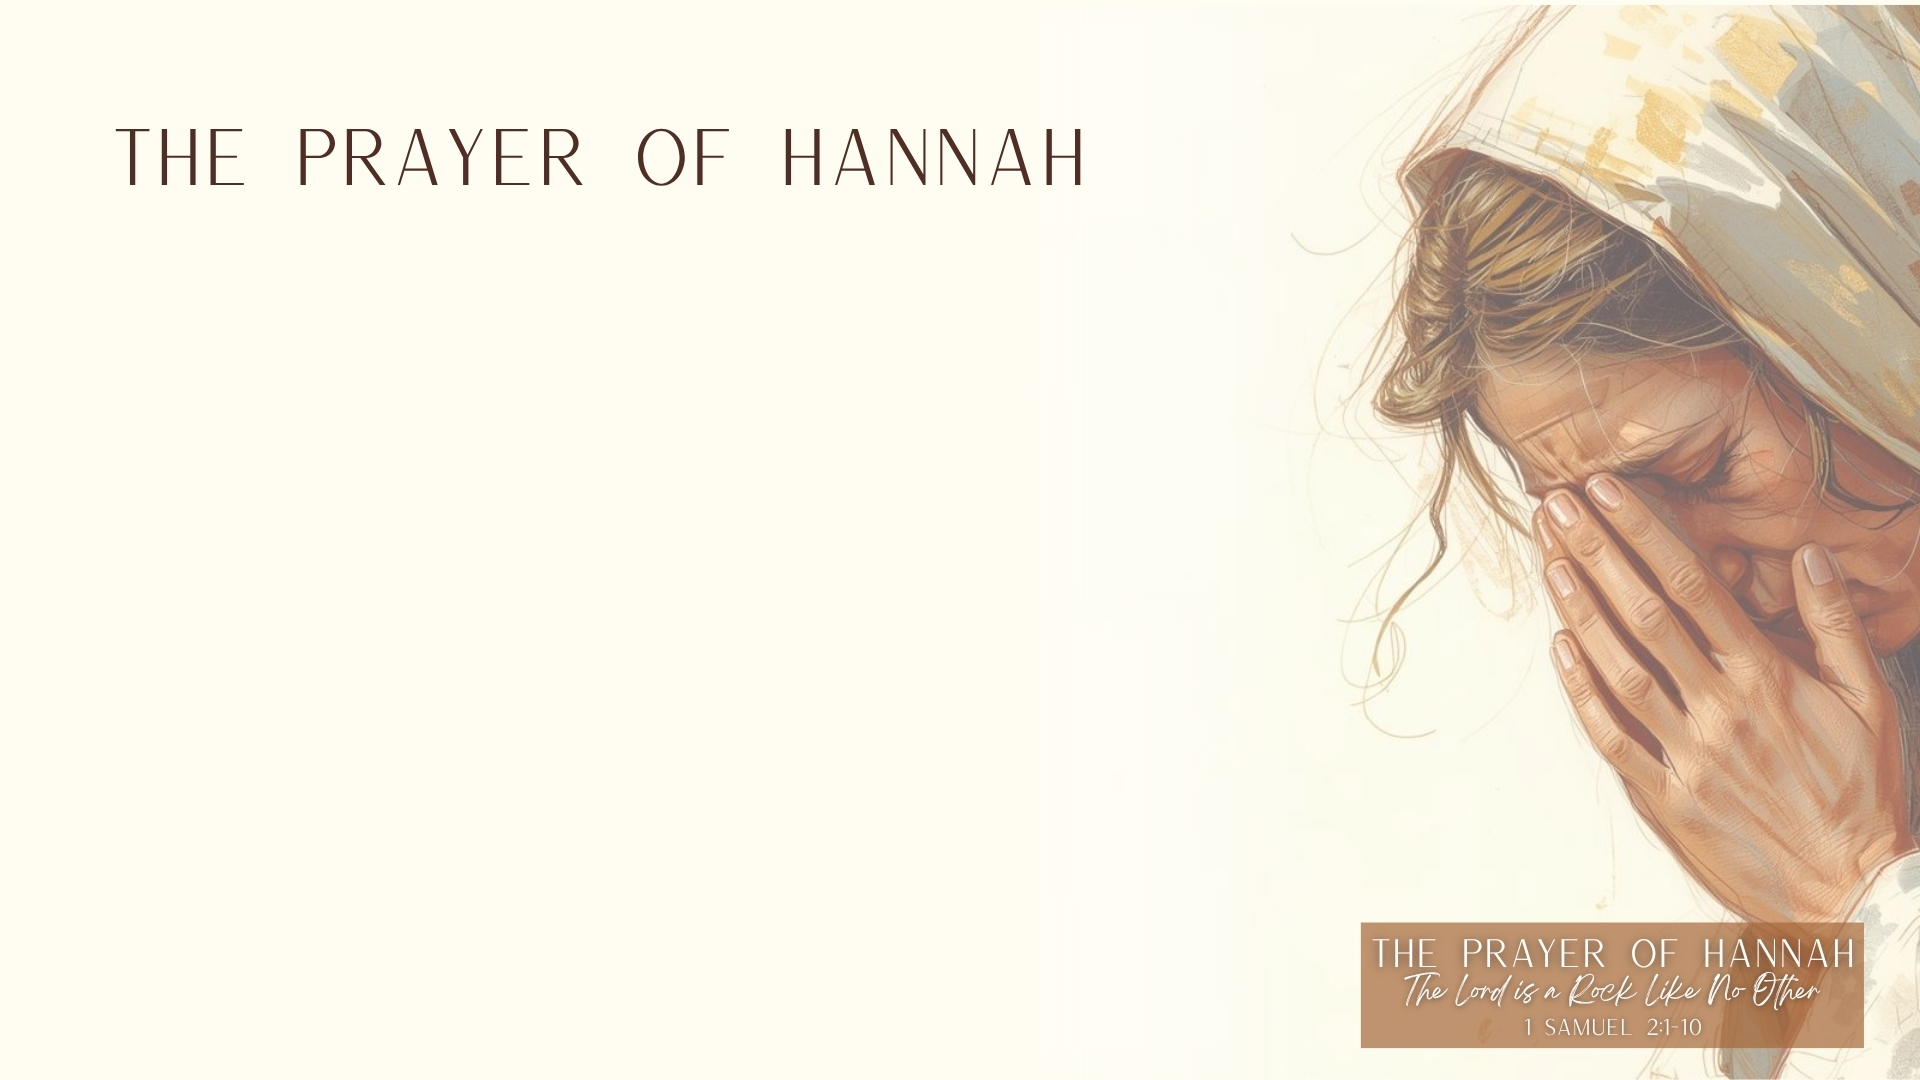 THE PRAYER OF HANNAH
THE PRAYER OF HANNAH
The Lord is a Rock Like No Other
1 SAMUEL 2:1-10